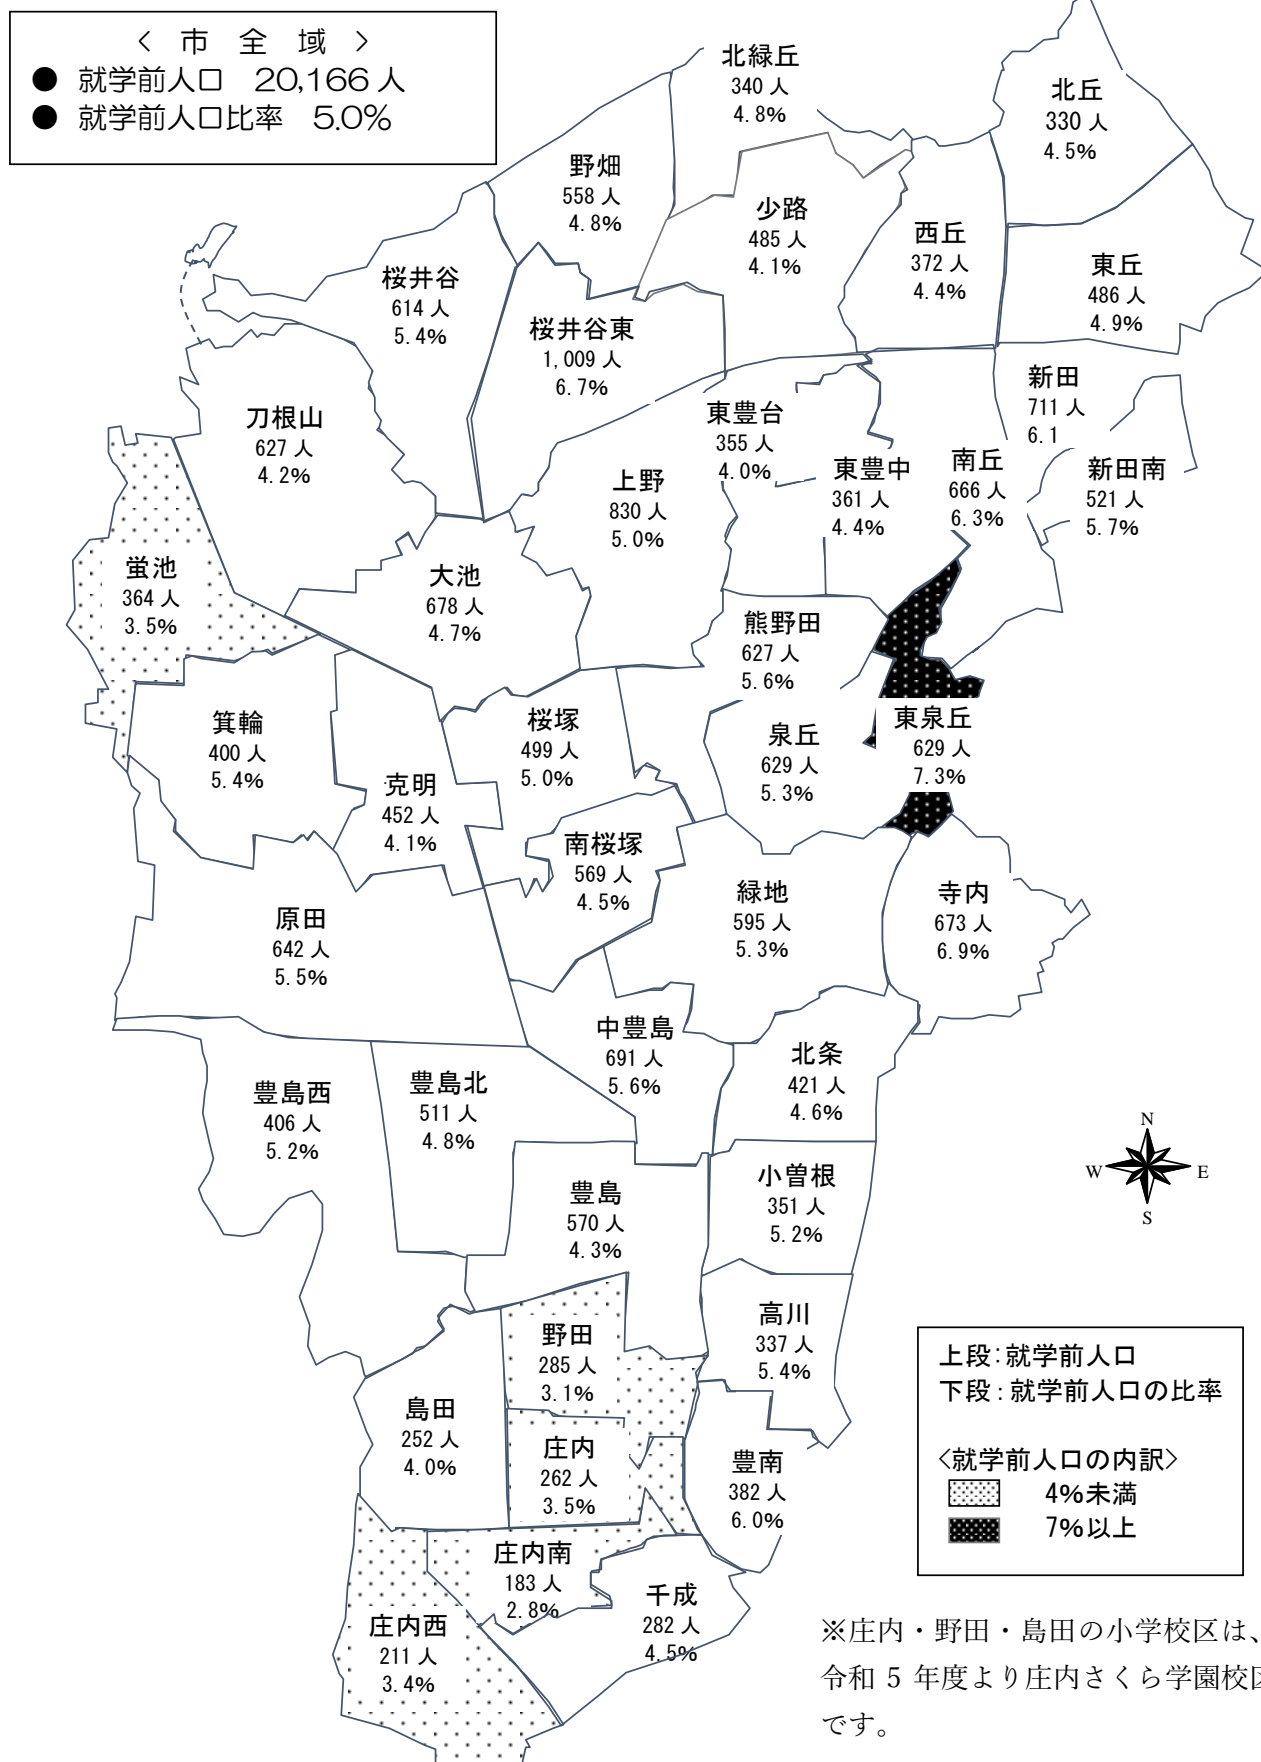 < 市 全 域 >
● 就学前人口 20,166 人
● 就学前人口比率 5.0%
北緑丘
340 人
4.8%
北丘
330 人
4.5%
野畑
558 人
4.8%
少路
485 人
4.1%
西丘
372 人
4.4%
東丘
486 人
4.9%
桜井谷
614 人
5.4%
桜井谷東
1,009 人
6.7%
新田
711 人
6.1
刀根山
627 人
4.2%
東豊台
355 人
4.0%
上野
830 人
5.0%
東豊中
361 人
4.4%
南丘
666 人
6.3%
新田南
521 人
5.7%
蛍池
364 人
3.5%
大池
678 人
4.7%
熊野田
627 人
5.6%
箕輪
400 人
5.4%
克明
452 人
4.1%
桜塚
499 人
5.0%
泉丘
629 人
5.3%
東泉丘
629 人
7.3%
南桜塚
569 人
4.5%
原田
642 人
5.5%
緑地
595 人
5.3%
寺内
673 人
6.9%
中豊島
691 人
5.6%
北条
421 人
4.6%
豊島西
406 人
5.2%
豊島北
511 人
4.8%
豊島
570 人
4.3%
小曽根
351 人
5.2%
N
W E
S
野田
285 人
3.1%
高川
337 人
5.4%
島田
252 人
4.0%
庄内
262 人
3.5%
豊南
382 人
6.0%
庄内南
183 人
2.8%
千成
282 人
4.5%
庄内西
211 人
3.4%
上段：就学前人口
下段：就学前人口の比率
<就学前人口の内訳>
4%未満
7%以上
※庄内・野田・島田の小学校区は、
令和 5 年度より庄内さくら学園校区
です。